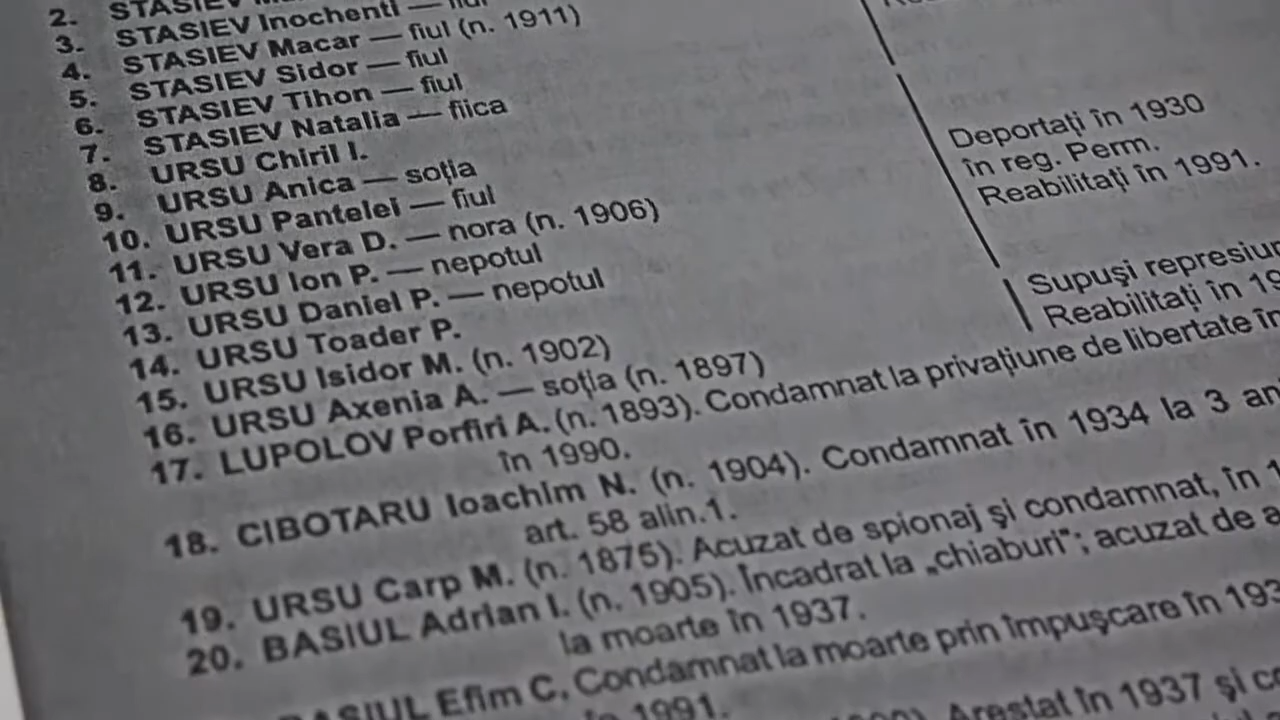 2. STASIEV
3. STASIEV Inochenti — fiul
4. STASIEV Macar — fiul (n. 1911)
5. STASIEV Sidor — fiul
6. STASIEV Tihon — fiul
7. STASIEV Natalia — fiica
8. URSU Chiril I.
9. URSU Anica — soția
10. URSU Pantelei — fiul
11. URSU Vera D. — nora (n. 1906)
12. URSU Ion P. — nepotul
13. URSU Daniel P. — nepotul
14. URSU Toader P.
15. URSU Isidor M. (n. 1902)
16. URSU Axenia A. — soția (n. 1897)
Deportați în 1930
în reg. Perm.
Reabilitați în 1991.
Supuși represiun
Reabilitați în 19
17. LUPOLOV Porfiri A. (n. 1893). Condamnat la privațiune de libertate în
în 1990.
18. CIBOTARU Ioachim N. (n. 1904). Condamnat în 1934 la 3 an
art. 58 alin.1.
19. URSU Carp M. (n. 1875). Acuzat de spionaj și condamnat, în 1
20. BASIUL Adrian I. (n. 1905). Încadrat la „chiaburi"; acuzat de a
la moarte în 1937.
BASIUL Efim C. Condamnat la moarte prin împușcare în 193
în 1991.
Arestat în 1937 și co